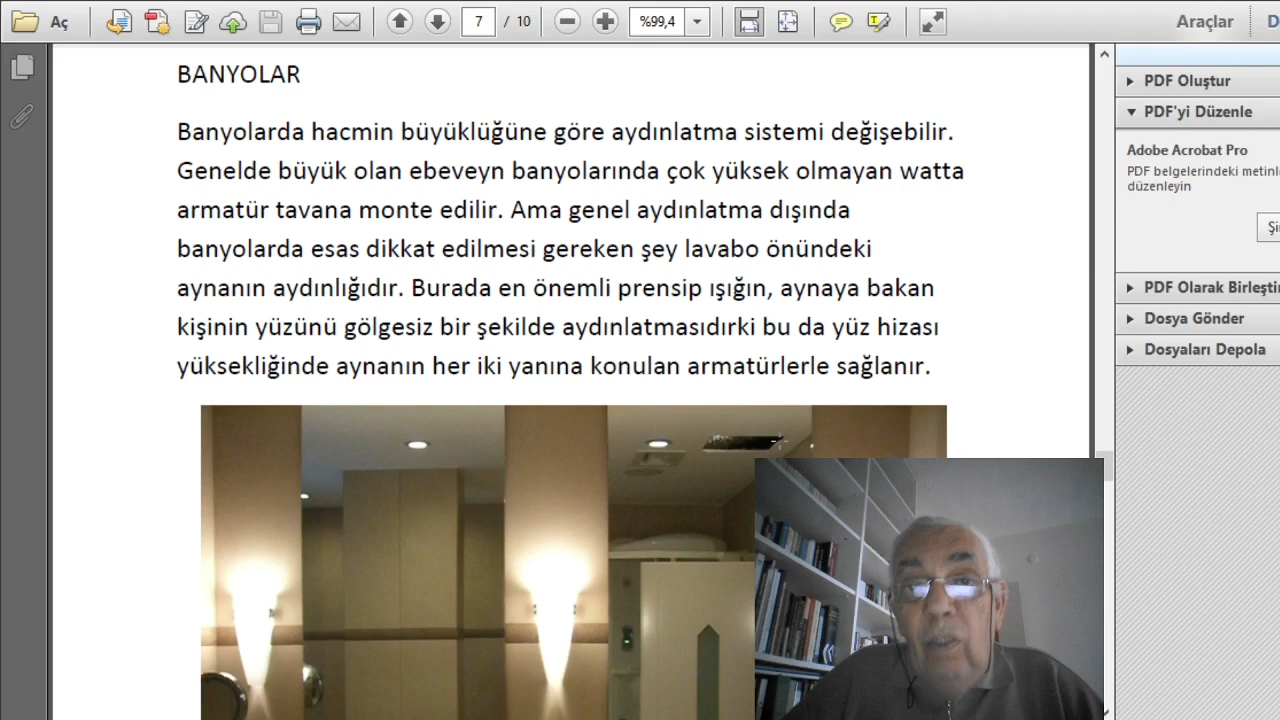 Aç
7 / 10
%99,4
Araçlar
BANYOLAR
Banyolarda hacmin büyüklüğüne göre aydınlatma sistemi değişebilir.
Genelde büyük olan ebeveyn banyolarında çok yüksek olmayan watta
armatür tavana monte edilir. Ama genel aydınlatma dışında
banyolarda esas dikkat edilmesi gereken şey lavabo önündeki
aynanın aydınlığıdır. Burada en önemli prensip ışığın, aynaya bakan
kişinin yüzünü gölgesiz bir şekilde aydınlatmasıdırki bu da yüz hizası
yüksekliğinde aynanın her iki yanına konulan armatürlerle sağlanır.
PDF Oluştur
PDF'yi Düzenle
Adobe Acrobat Pro
PDF belgelerindeki metinle
düzenleyin
Şi
PDF Olarak Birleştir
Dosya Gönder
Dosyaları Depola